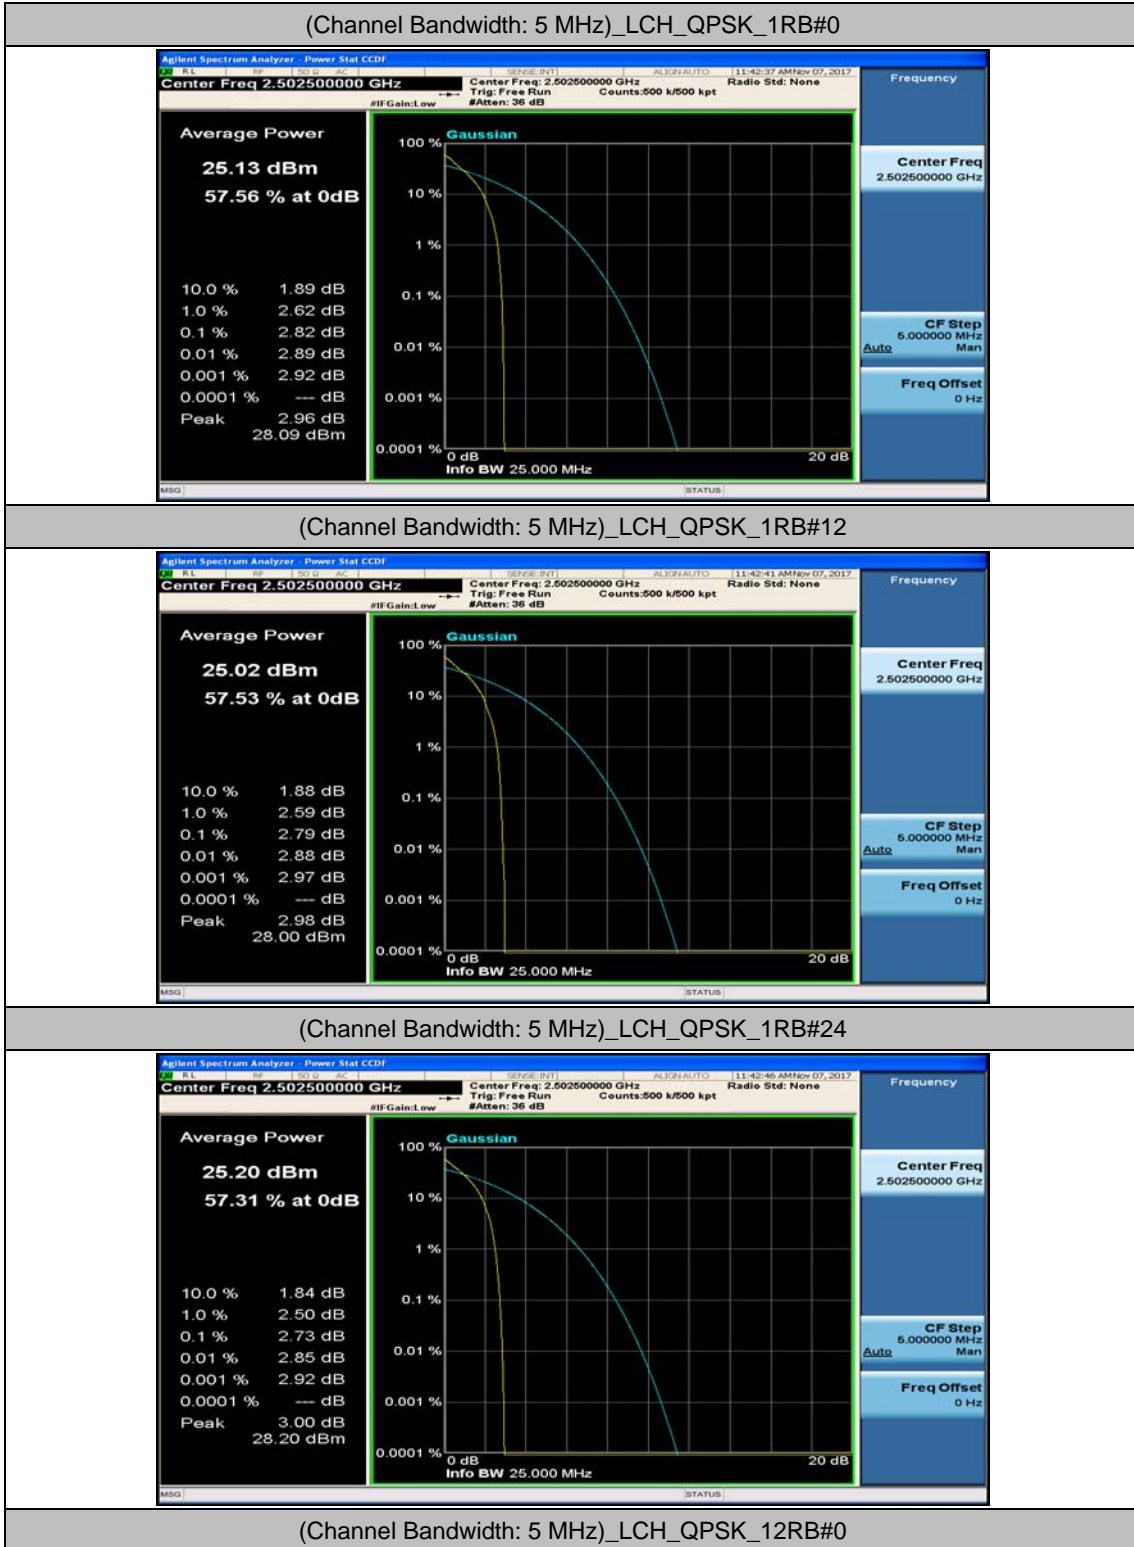 (Channel Bandwidth: 5 MHz)_LCH_QPSK_1RB#0
Agilent Spectrum Analyzer - Power Stat CCDF
RL RF 50 Ω AC SENSE:INT ALIGN AUTO 11:42:37 AM Nov 07, 2017
Center Freq 2.502500000 GHz
Center Freq: 2.502500000 GHz
Radio Std: None
Trig: Free Run Counts:500 k/500 kpt
#IFGain:Low #Atten: 36 dB
Frequency
Average Power
25.13 dBm
57.56 % at 0dB
10.0 % 1.89 dB
1.0 % 2.62 dB
0.1 % 2.82 dB
0.01 % 2.89 dB
0.001 % 2.92 dB
0.0001 % --- dB
Peak 2.96 dB
28.09 dBm
Gaussian
100 %
10 %
1 %
0.1 %
0.01 %
0.001 %
0.0001 %
0 dB 20 dB
Info BW 25.000 MHz
Center Freq
2.502500000 GHz
CF Step
5.000000 MHz
Auto Man
Freq Offset
0 Hz
MSG STATUS
(Channel Bandwidth: 5 MHz)_LCH_QPSK_1RB#12
Agilent Spectrum Analyzer - Power Stat CCDF
RL RF 50 Ω AC SENSE:INT ALIGN AUTO 11:42:41 AM Nov 07, 2017
Center Freq 2.502500000 GHz
Center Freq: 2.502500000 GHz
Radio Std: None
Trig: Free Run Counts:500 k/500 kpt
#IFGain:Low #Atten: 36 dB
Frequency
Average Power
25.02 dBm
57.53 % at 0dB
10.0 % 1.88 dB
1.0 % 2.59 dB
0.1 % 2.79 dB
0.01 % 2.88 dB
0.001 % 2.97 dB
0.0001 % --- dB
Peak 2.98 dB
28.00 dBm
Gaussian
100 %
10 %
1 %
0.1 %
0.01 %
0.001 %
0.0001 %
0 dB 20 dB
Info BW 25.000 MHz
Center Freq
2.502500000 GHz
CF Step
5.000000 MHz
Auto Man
Freq Offset
0 Hz
MSG STATUS
(Channel Bandwidth: 5 MHz)_LCH_QPSK_1RB#24
Agilent Spectrum Analyzer - Power Stat CCDF
RL RF 50 Ω AC SENSE:INT ALIGN AUTO 11:42:46 AM Nov 07, 2017
Center Freq 2.502500000 GHz
Center Freq: 2.502500000 GHz
Radio Std: None
Trig: Free Run Counts:500 k/500 kpt
#IFGain:Low #Atten: 36 dB
Frequency
Average Power
25.20 dBm
57.31 % at 0dB
10.0 % 1.84 dB
1.0 % 2.50 dB
0.1 % 2.73 dB
0.01 % 2.85 dB
0.001 % 2.92 dB
0.0001 % --- dB
Peak 3.00 dB
28.20 dBm
Gaussian
100 %
10 %
1 %
0.1 %
0.01 %
0.001 %
0.0001 %
0 dB 20 dB
Info BW 25.000 MHz
Center Freq
2.502500000 GHz
CF Step
5.000000 MHz
Auto Man
Freq Offset
0 Hz
MSG STATUS
(Channel Bandwidth: 5 MHz)_LCH_QPSK_12RB#0